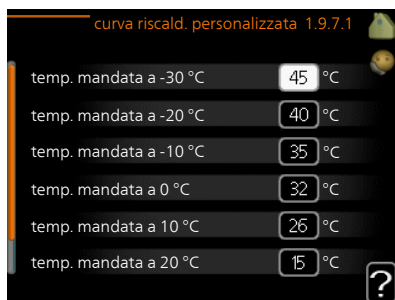 curva riscald. personalizzata 1.9.7.1
temp. mandata a -30 °C 45 °C
temp. mandata a -20 °C 40 °C
temp. mandata a -10 °C 35 °C
temp. mandata a 0 °C 32 °C
temp. mandata a 10 °C 26 °C
temp. mandata a 20 °C 15 °C
?